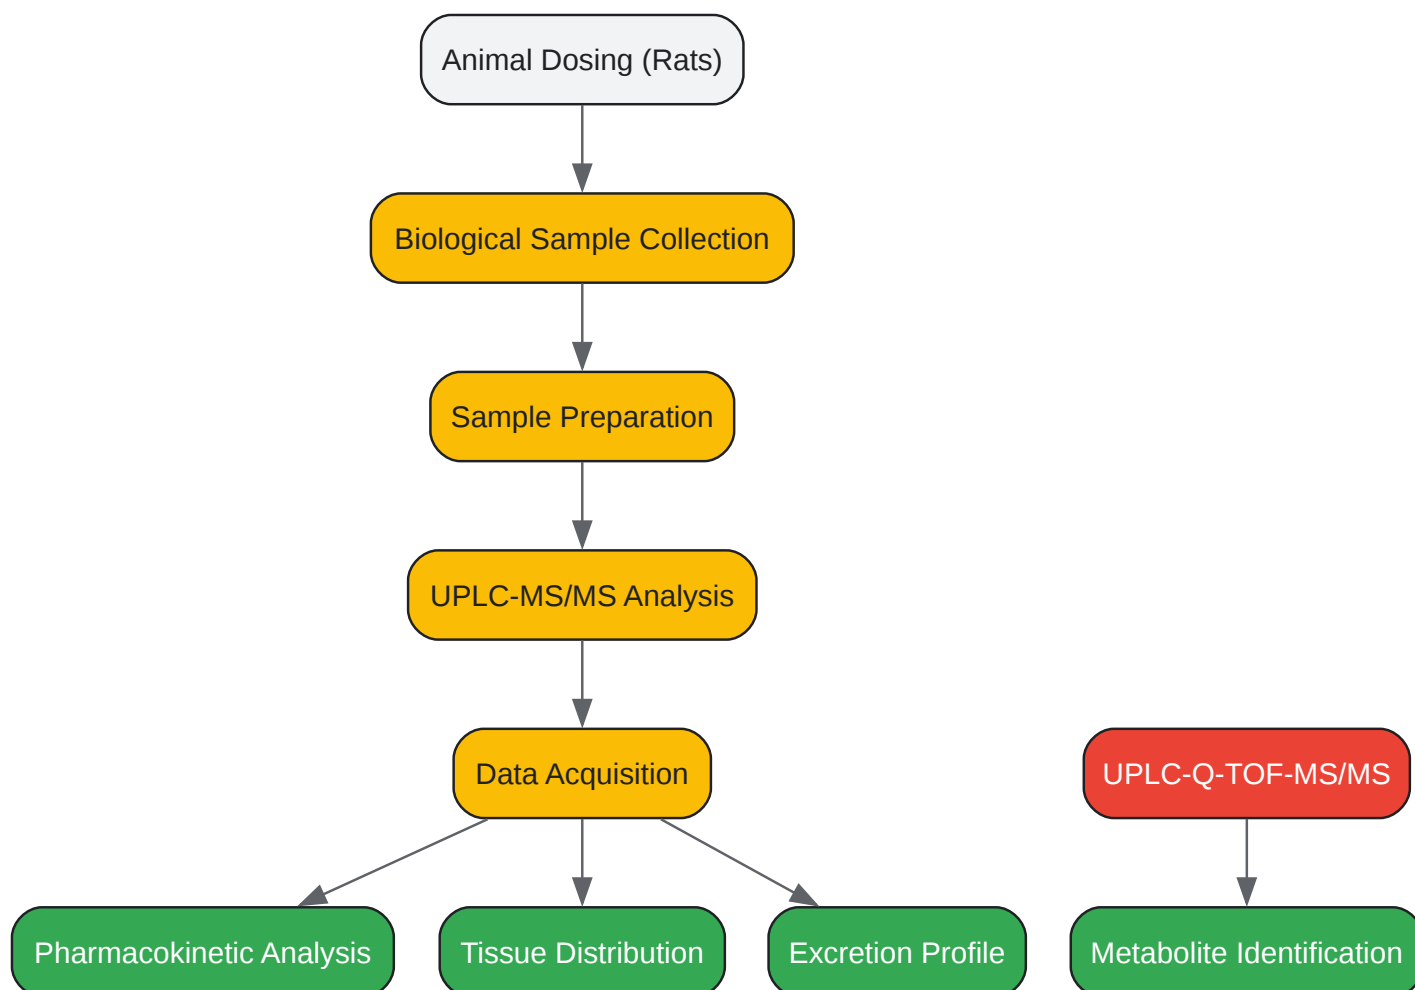 Animal Dosing (Rats)
Biological Sample Collection
Sample Preparation
UPLC-MS/MS Analysis
Data Acquisition
UPLC-Q-TOF-MS/MS
Pharmacokinetic Analysis
Tissue Distribution
Excretion Profile
Metabolite Identification